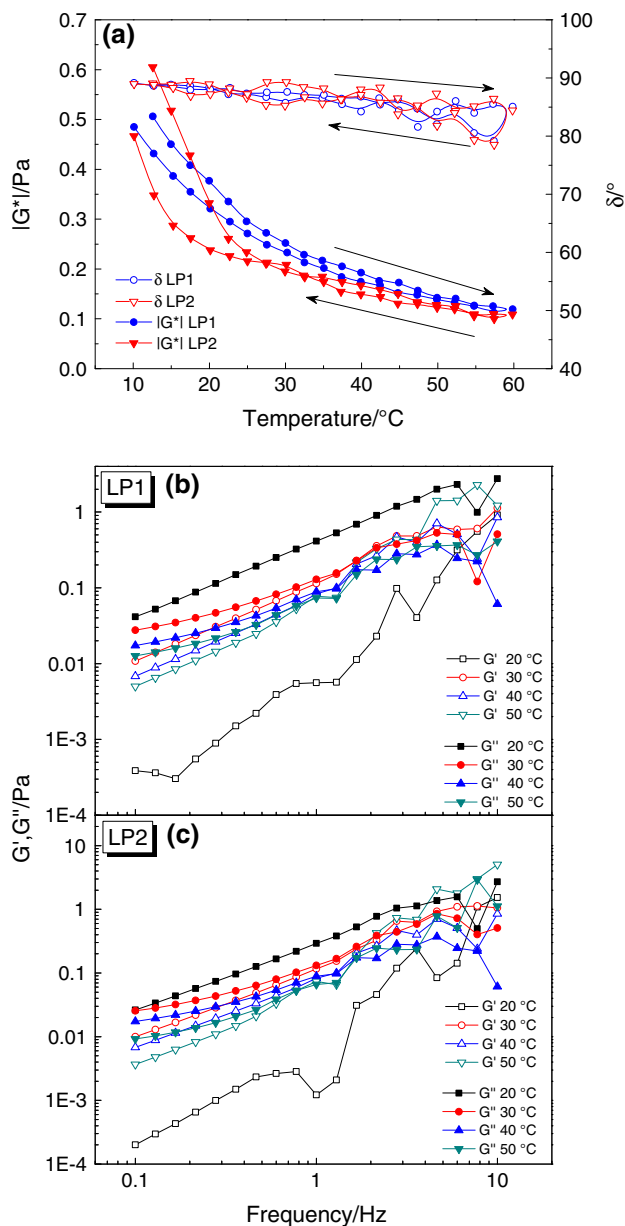 (a)
0.7
0.6
0.5
0.4
0.3
0.2
0.1
0.0
|G*|/Pa
100
90
80
70
60
50
40
δ/°
δ LP1
δ LP2
|G*| LP1
|G*| LP2
10 20 30 40 50 60
Temperature/°C
LP1
(b)
1
0.1
0.01
1E-3
1E-4
G' 20 °C
G' 30 °C
G' 40 °C
G' 50 °C
G'' 20 °C
G'' 30 °C
G'' 40 °C
G'' 50 °C
G',G''/Pa
LP2
(c)
10
1
0.1
0.01
1E-3
1E-4
G' 20 °C
G' 30 °C
G' 40 °C
G' 50 °C
G'' 20 °C
G'' 30 °C
G'' 40 °C
G'' 50 °C
0.1 1 10
Frequency/Hz